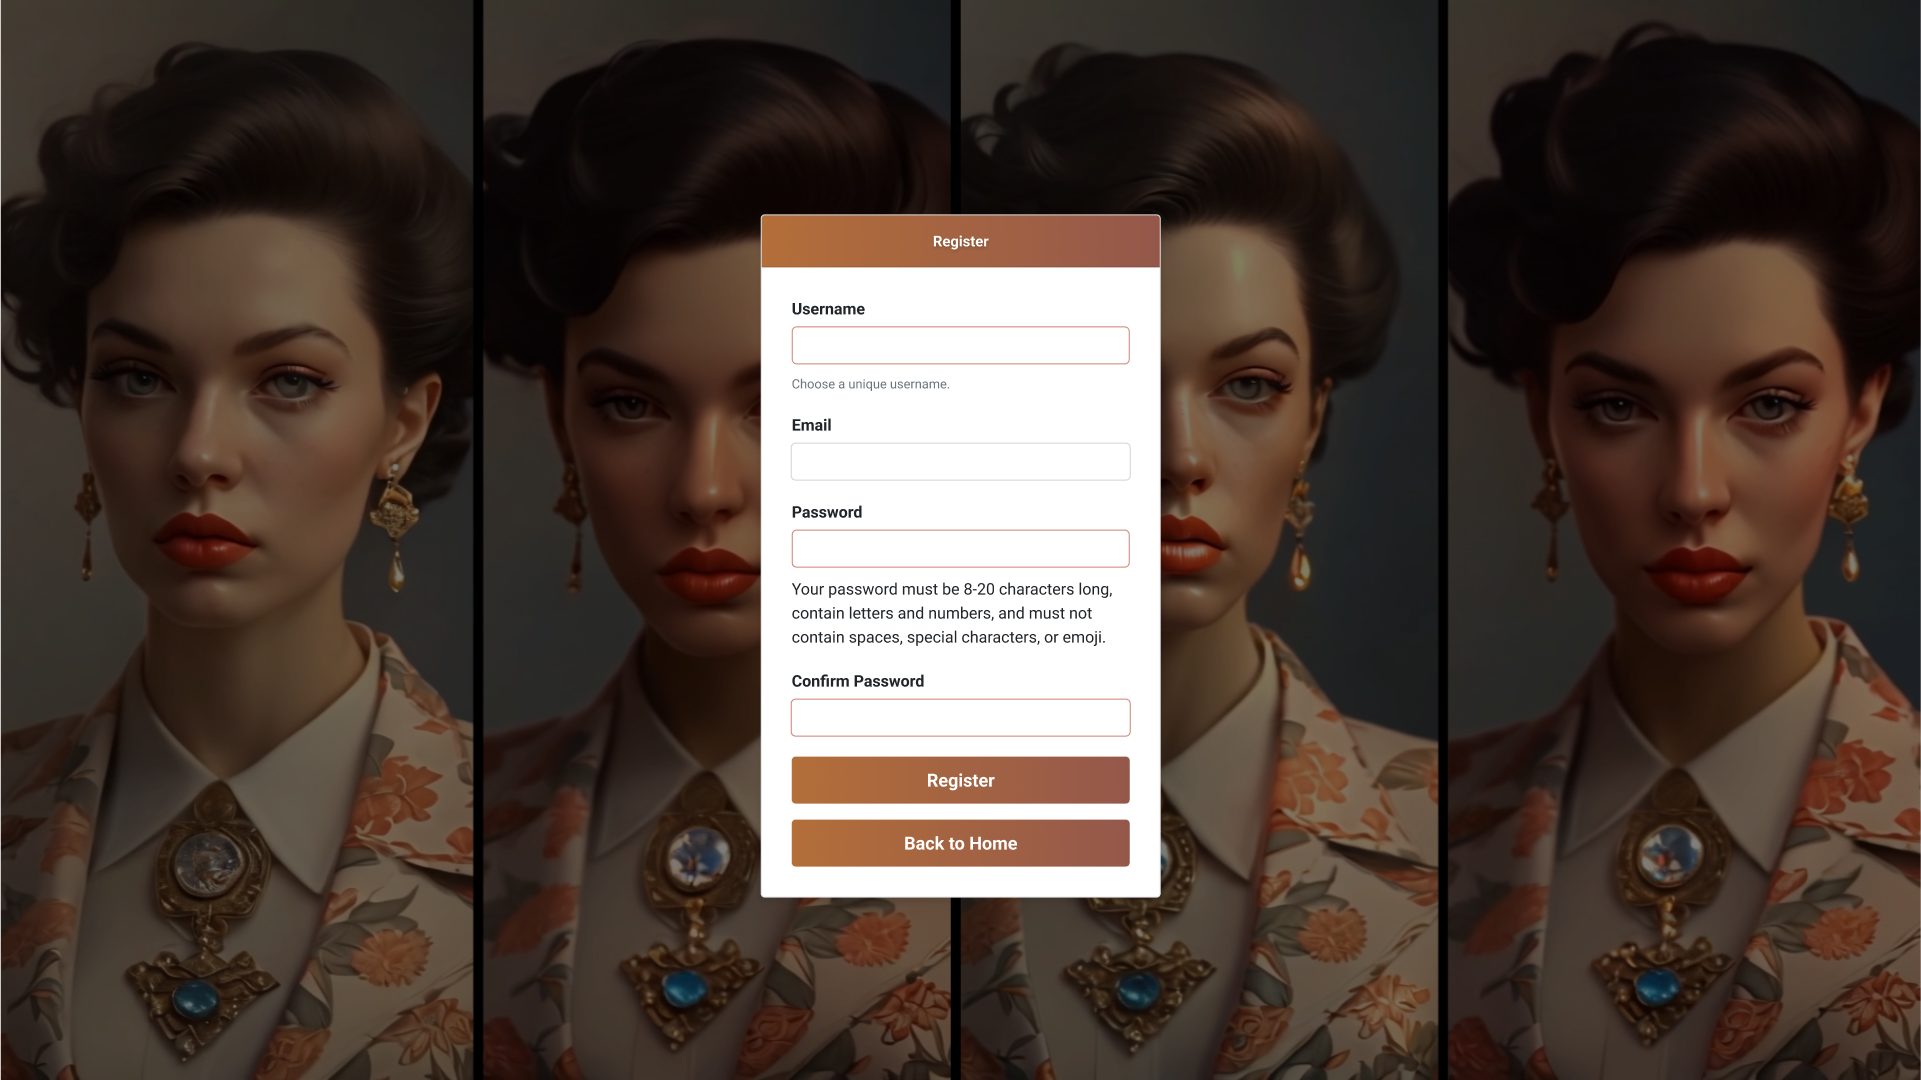 Register
Username
Choose a unique username.
Email
Password
Your password must be 8-20 characters long,
contain letters and numbers, and must not
contain spaces, special characters, or emoji.
Confirm Password
Register
Back to Home